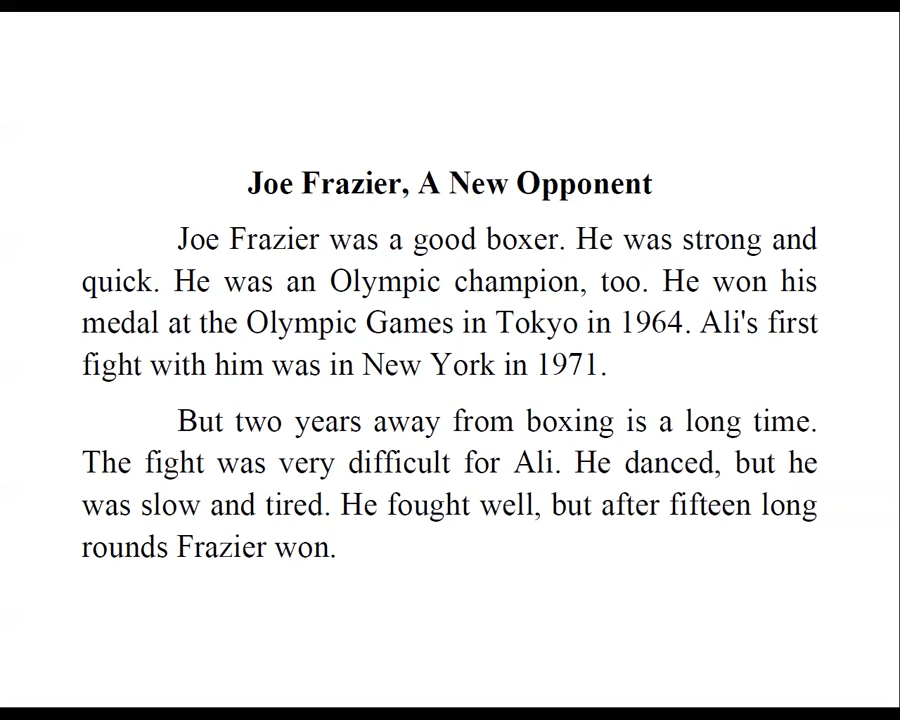 Joe Frazier, A New Opponent
Joe Frazier was a good boxer. He was strong and
quick. He was an Olympic champion, too. He won his
medal at the Olympic Games in Tokyo in 1964. Ali's first
fight with him was in New York in 1971.
But two years away from boxing is a long time.
The fight was very difficult for Ali. He danced, but he
was slow and tired. He fought well, but after fifteen long
rounds Frazier won.